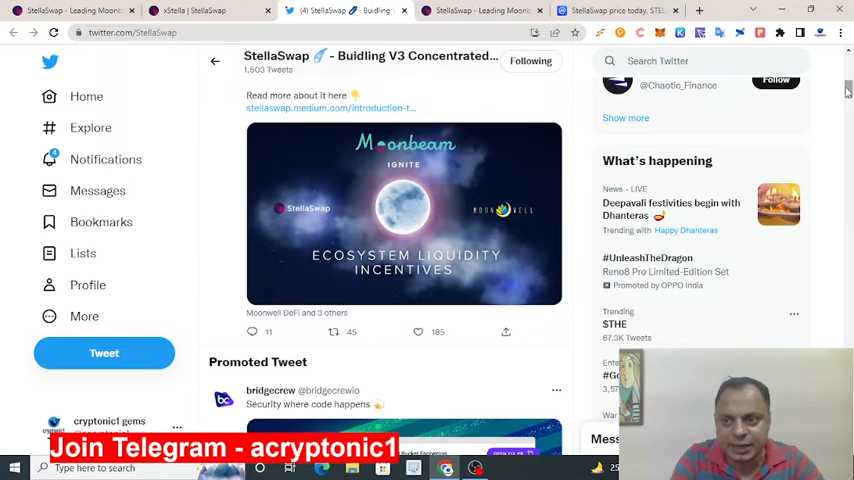 StellaSwap - Leading Moonb
xStella | StellaSwap
(4) StellaSwap - Buidling V
StellaSwap - Leading Moonb
StellaSwap price today, STEL
twitter.com/StellaSwap
StellaSwap - Buidling V3 Concentrated...
1,503 Tweets
Following
Search Twitter
Home
Explore
4
Notifications
Messages
Bookmarks
Lists
Profile
More
Tweet
cryptonic1 gems
Read more about it here
stellaswap.medium.com/introduction-t...
Moonbeam
IGNITE
StellaSwap
MOONWELL
ECOSYSTEM LIQUIDITY
INCENTIVES
Moonwell DeFi and 3 others
11
45
185
Promoted Tweet
bridgecrew @bridgecrewio
Security where code happens
@Chaotic_Finance
Follow
Show more
What's happening
News · LIVE
Deepavali festivities begin with
Dhanteras
Trending with Happy Dhanteras
#UnleashTheDragon
Reno8 Pro Limited-Edition Set
Promoted by OPPO India
Trending
$THE
67.3K Tweets
Join Telegram - acryptonic1
Type here to search